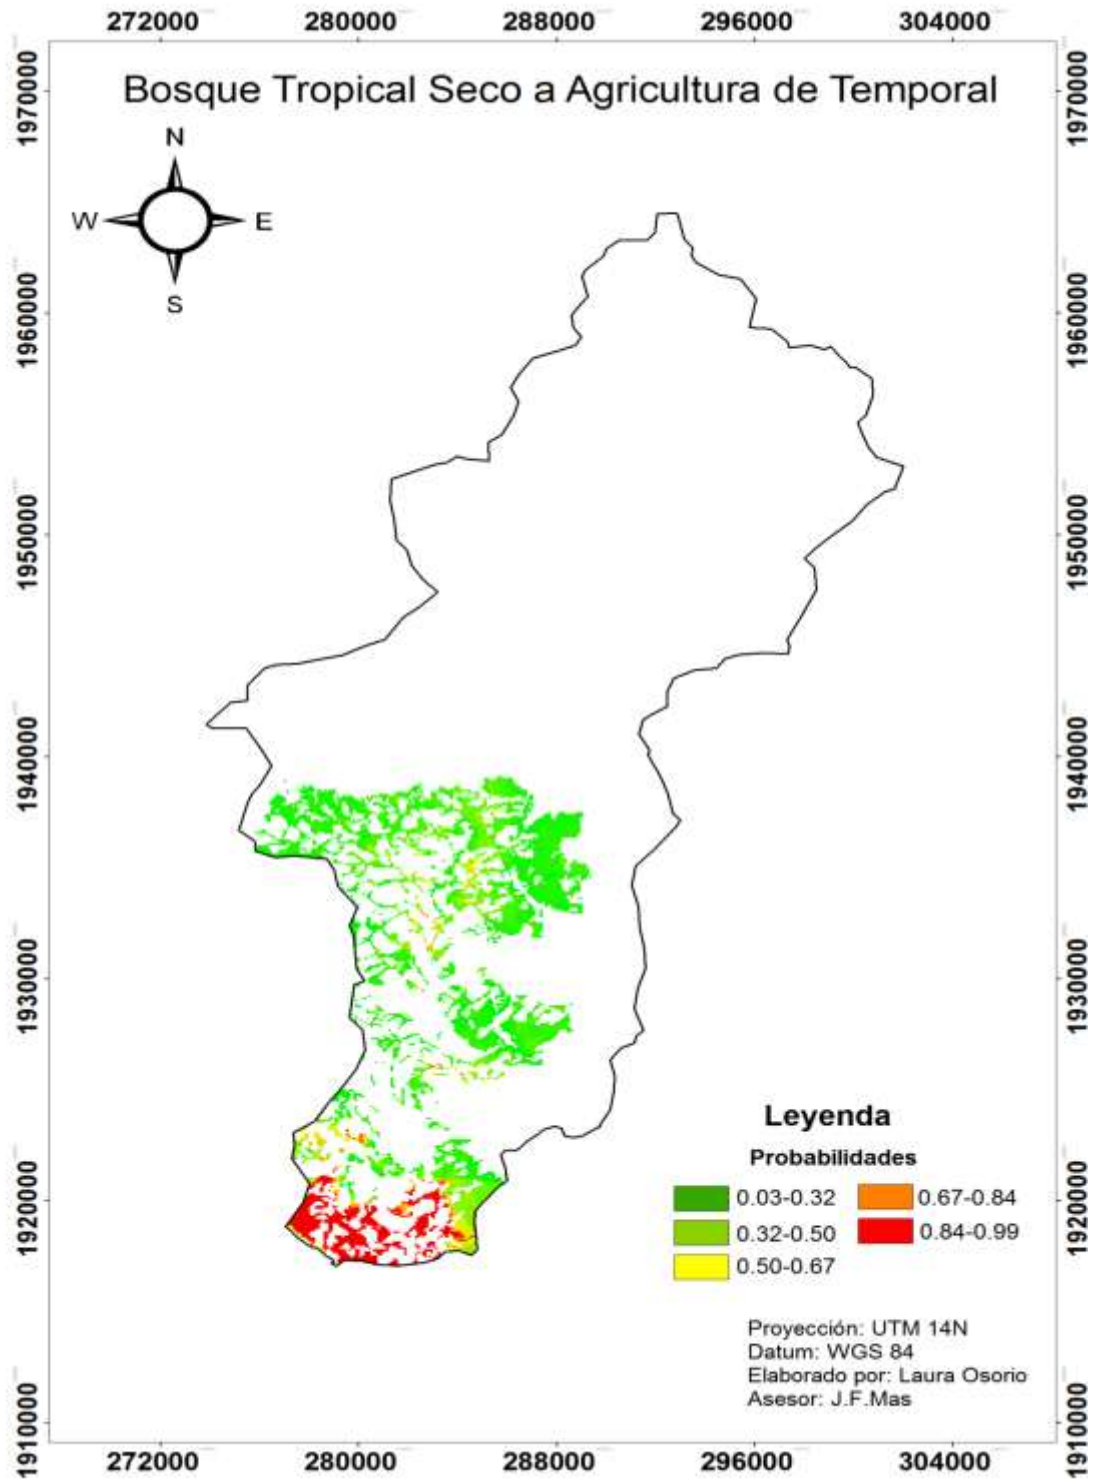 272000 280000 288000 296000 304000
Bosque Tropical Seco a Agricultura de Temporal
N
W E
S
1970000 1970000
1960000 1960000
1950000 1950000
1940000 1940000
1930000 1930000
1920000 1920000
1910000 1910000
Leyenda
Probabilidades
0.03-0.32 0.67-0.84
0.32-0.50 0.84-0.99
0.50-0.67
Proyección: UTM 14N
Datum: WGS 84
Elaborado por: Laura Osorio
Asesor: J.F.Mas
272000 280000 288000 296000 304000